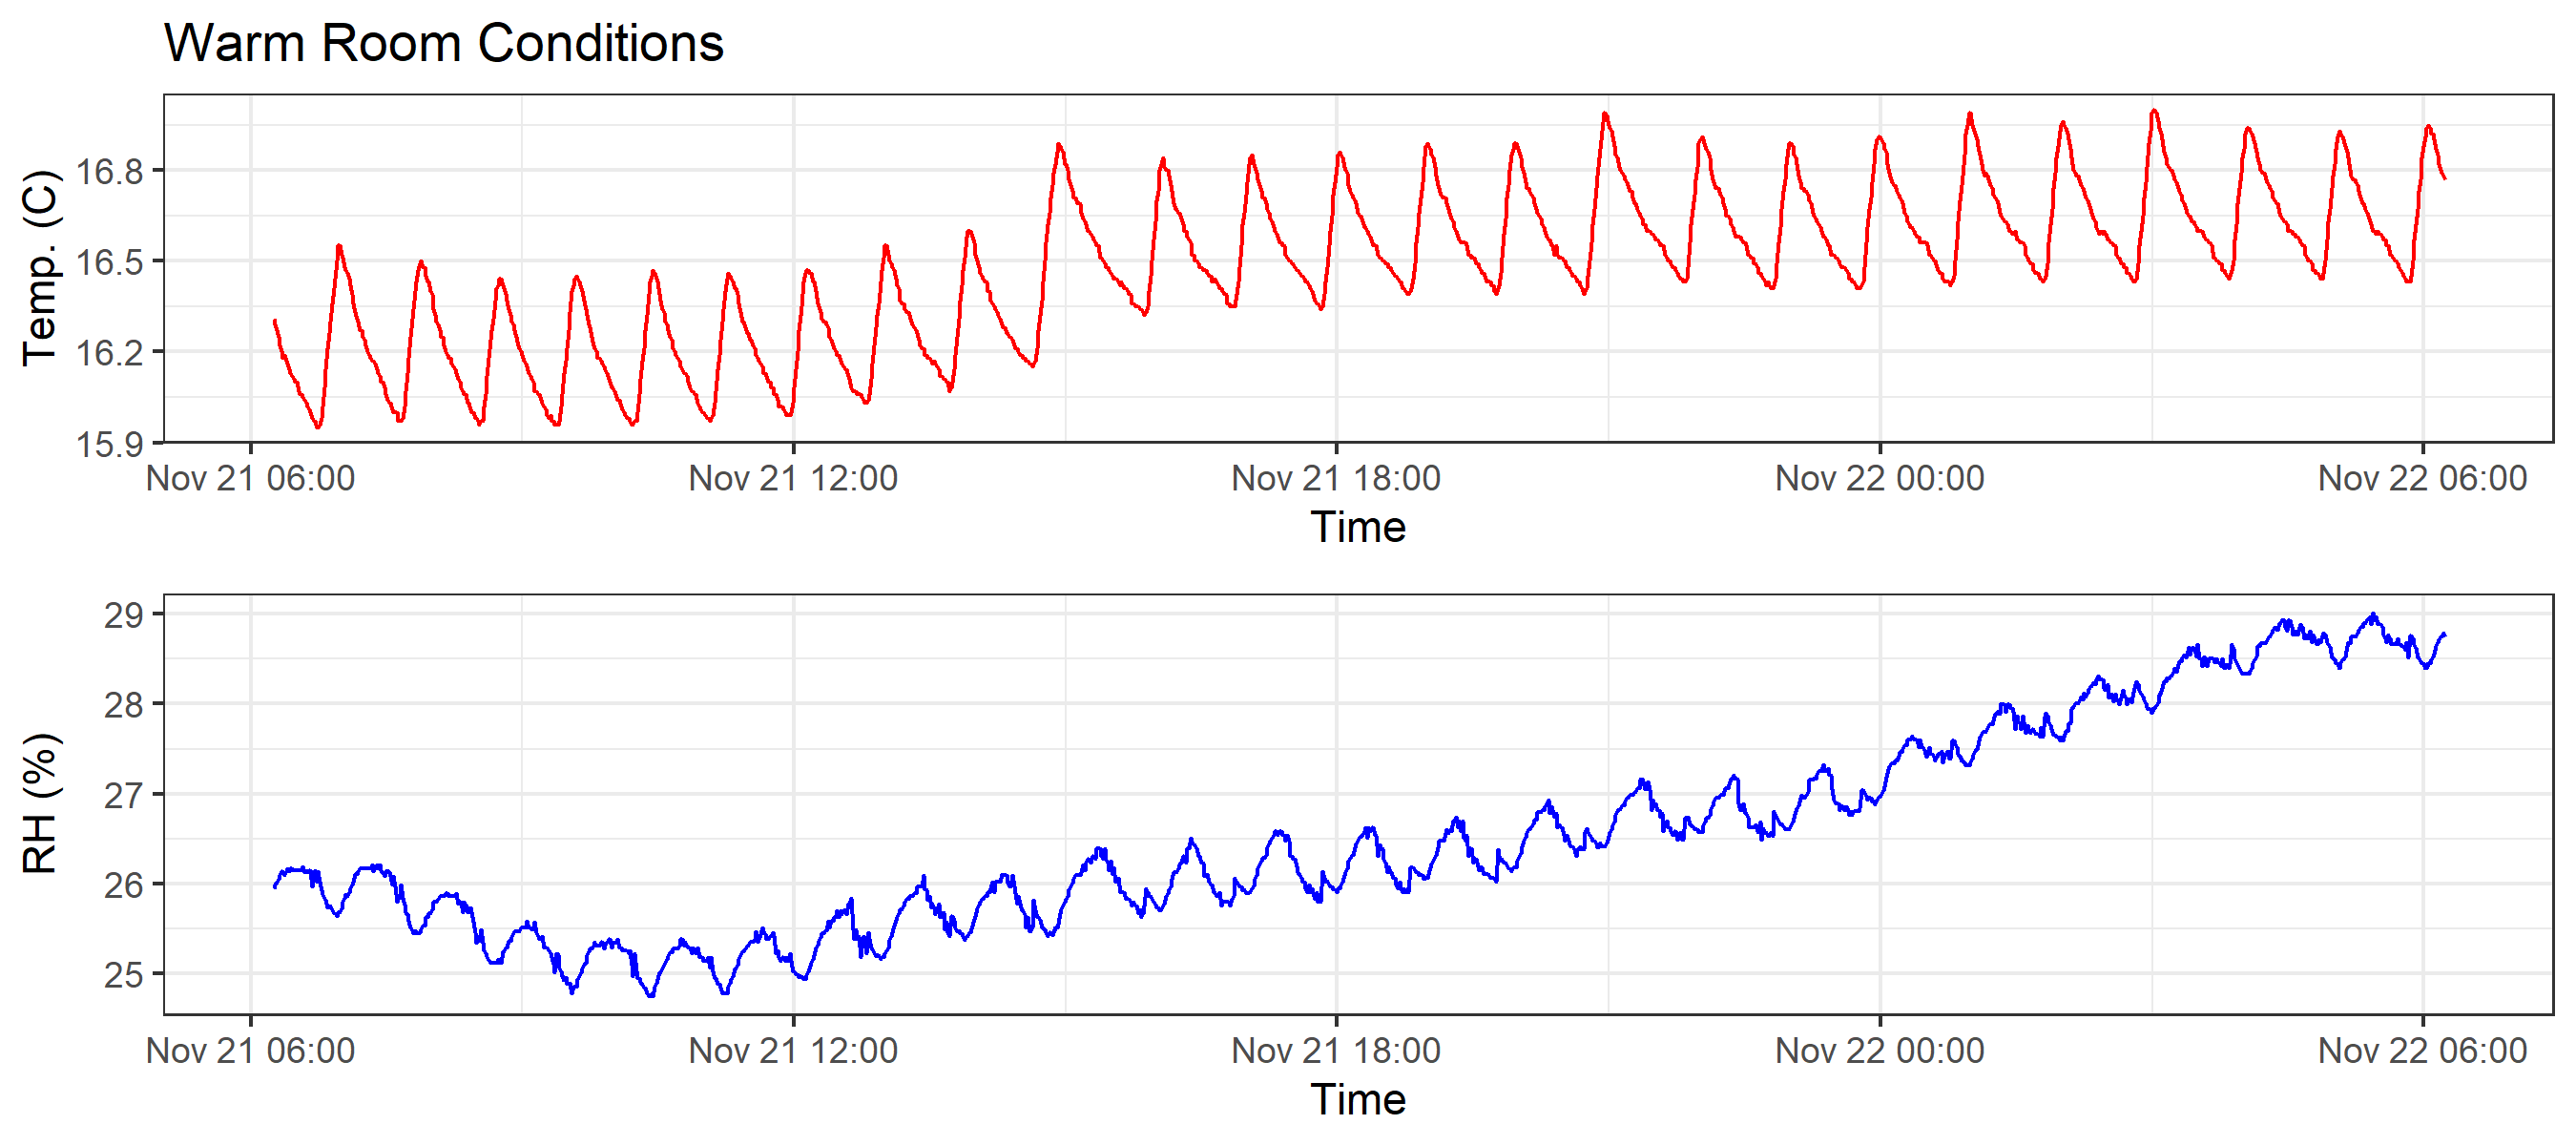 Warm Room Conditions
Temp. (C)
16.8
16.5
16.2
15.9
Nov 21 06:00 Nov 21 12:00 Nov 21 18:00 Nov 22 00:00 Nov 22 06:00
Time
RH (%)
29
28
27
26
25
Nov 21 06:00 Nov 21 12:00 Nov 21 18:00 Nov 22 00:00 Nov 22 06:00
Time